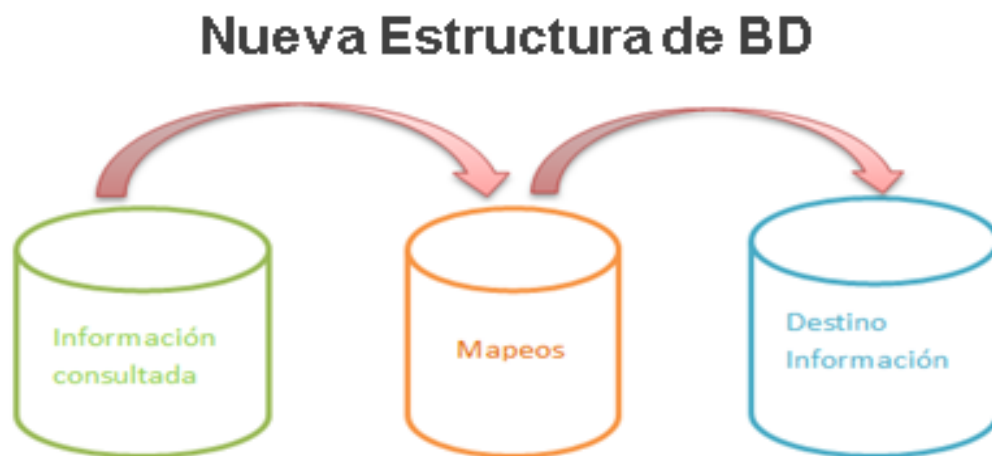 Nueva Estructura de BD
Información
consultada
Mapeos
Destino
Información